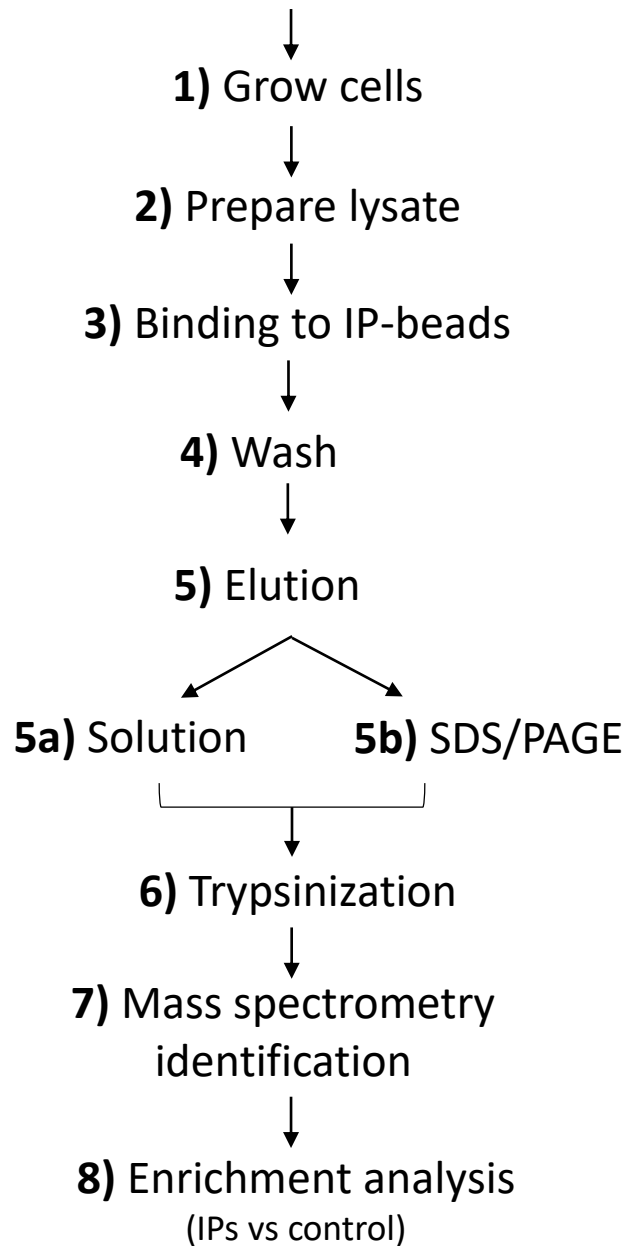 1) Grow cells
2) Prepare lysate
3) Binding to IP-beads
4) Wash
5) Elution
5a) Solution
5b) SDS/PAGE
6) Trypsinization
7) Mass spectrometry
identification
8) Enrichment analysis
(IPs vs control)